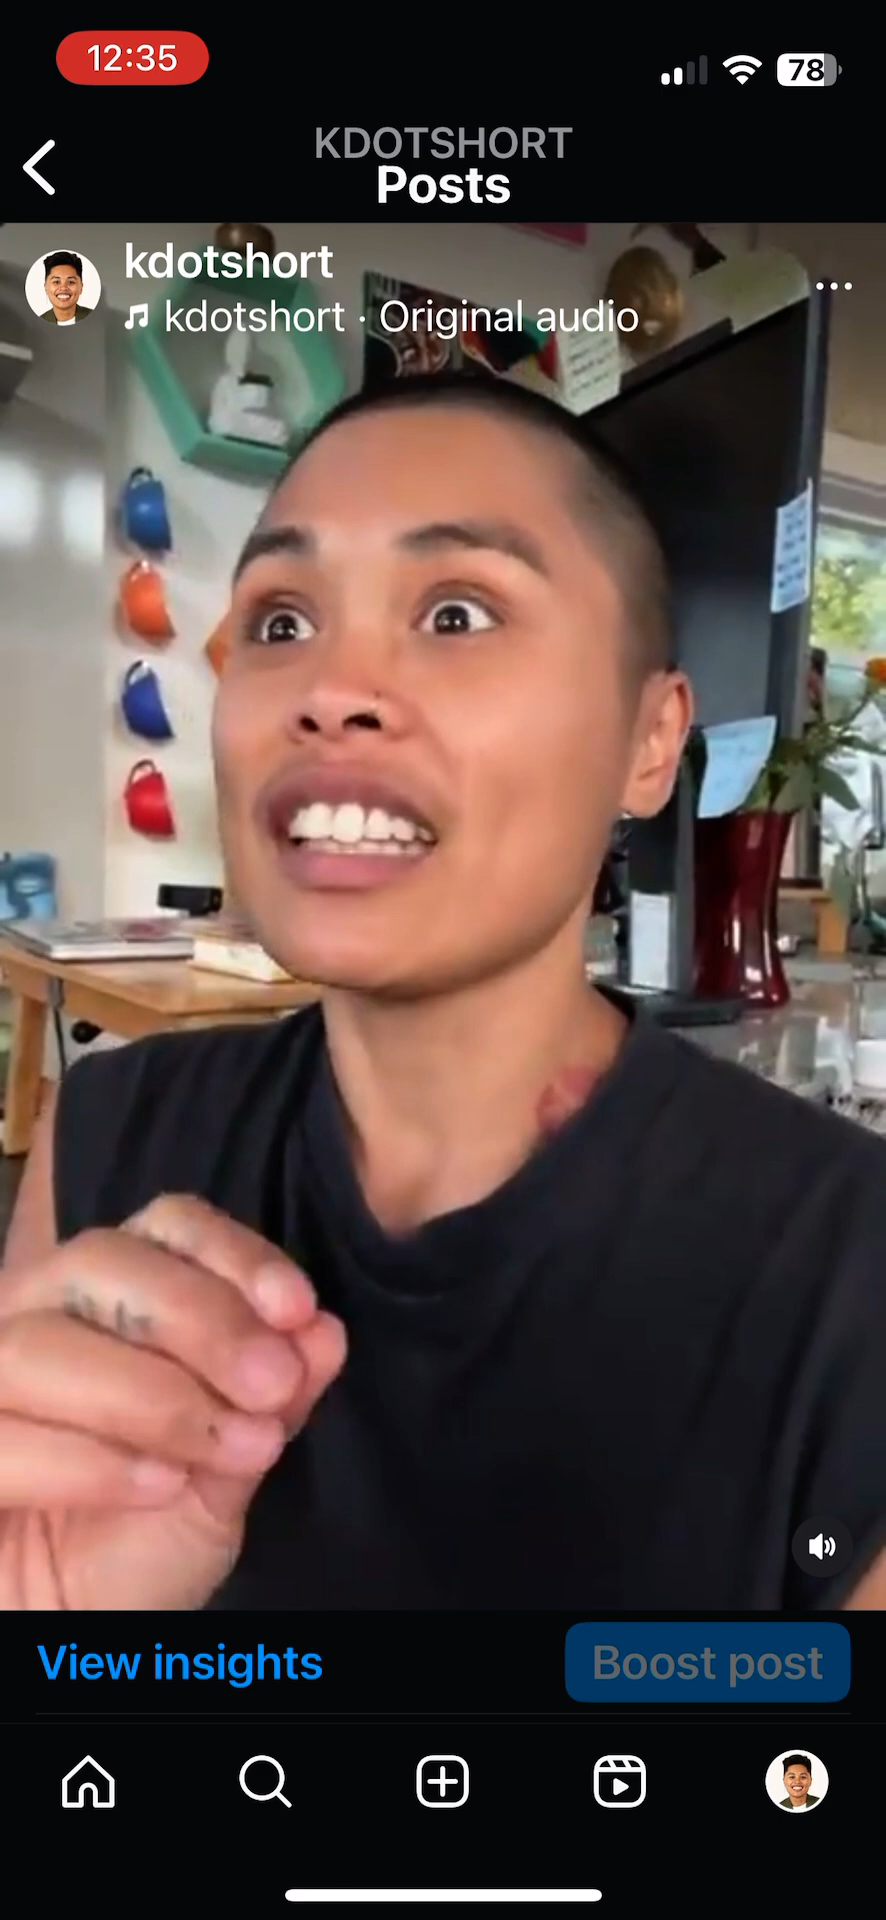 12:35
78
KDOTSHORT
Posts
kdotshort
kdotshort · Original audio
View insights
Boost post